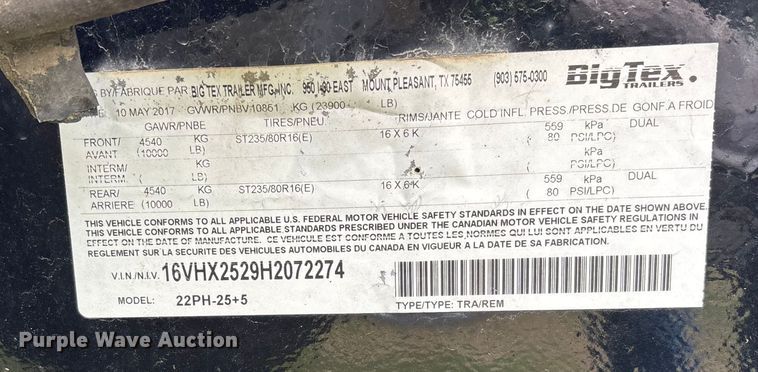 BY/FABRIQUE PAR BIG TEX TRAILER MFG. INC. 950 I-30 EAST MOUNT PLEASANT, TX 75455 (903) 575-0300 BigTex TRAILERS
10 MAY 2017 GVWR/PNBV 10851 KG (23900 LB)
GAWR/PNBE TIRES/PNEU RIMS/JANTE COLD INFL. PRESS./PRESS.DE GONF.A FROID
FRONT/ 4540 KG ST235/80R16(E) 16 X 6 K 559 kPa DUAL
AVANT (10000 LB) ( 80 PSI/LPC)
INTERM/ KG kPa
INTERM. ( LB) ( PSI/LPC)
REAR/ 4540 KG ST235/80R16(E) 16 X 6 K 559 kPa DUAL
ARRIERE (10000 LB) ( 80 PSI/LPC)
THIS VEHICLE CONFORMS TO ALL APPLICABLE U.S. FEDERAL MOTOR VEHICLE SAFETY STANDARDS IN EFFECT ON THE DATE SHOWN ABOVE.
THIS VEHICLE CONFORMS TO ALL APPLICABLE STANDARDS PRESCRIBED UNDER THE CANADIAN MOTOR VEHICLE SAFETY REGULATIONS IN
EFFECT ON THE DATE OF MANUFACTURE. CE VEHICULE EST CONFORME A TOUTES LES NORMES QUI LUI SONT APPLICABLES EN VERTU DU
REGLEMENT SUR LA SECURITE DES VEHICULES AUTOMOBILES DU CANADA EN VIGUEUR A LA DATE DE SA FABRICATION.
V.I.N./N.I.V. 16VHX2529H2072274
MODEL: 22PH-25+5 TYPE/TYPE: TRA/REM
Purple Wave Auction